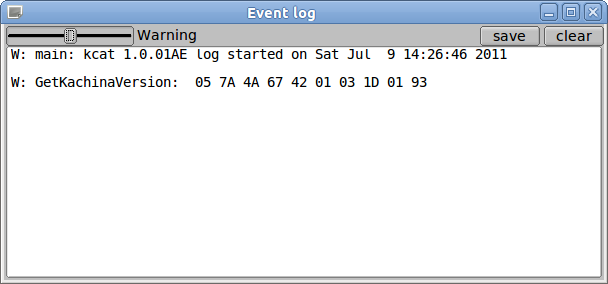 Event log
Warning
save
clear
W: main: kcat 1.0.01AE log started on Sat Jul  9 14:26:46 2011
W: GetKachinaVersion:  05 7A 4A 67 42 01 03 1D 01 93